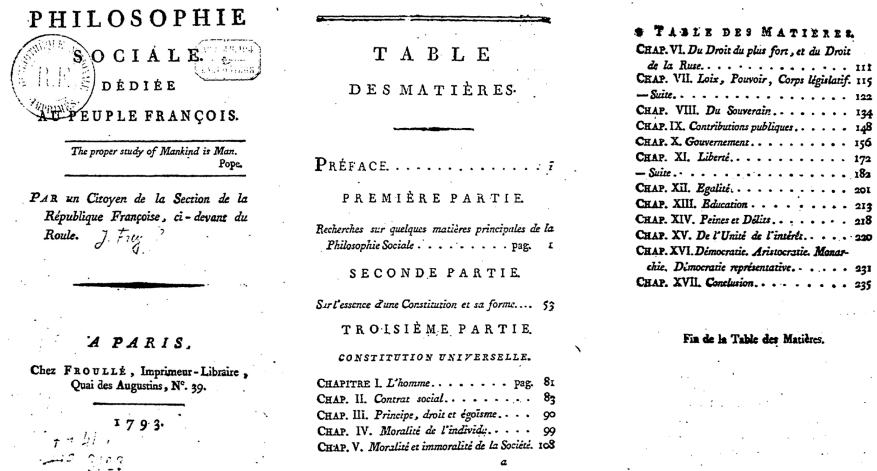 PHILOSOPHIE
SOCIALE.
DÉDIÉE
AU PEUPLE FRANÇOIS.
The proper study of Mankind is Man.
Pope.
PAR un Citoyen de la Section de la
République Françoise, ci-devant du
Roule. J. Frey ?
A PARIS,
Chez FROULLÉ, Imprimeur-Libraire,
Quai des Augustins, N°. 39.
1793.
TABLE
DES MATIÈRES.
PRÉFACE. . . . . . . . . . . . . j
PREMIÈRE PARTIE.
Recherches sur quelques matières principales de la
Philosophie Sociale . . . . . . . . . pag. 1
SECONDE PARTIE.
Sur l'essence d'une Constitution et sa forme.... 53
TROISIÈME PARTIE.
CONSTITUTION UNIVERSELLE.
CHAPITRE I. L'homme. . . . . . . . pag. 81
CHAP. II. Contrat social. . . . . . . . . 83
CHAP. III. Principe, droit et égoïsme. . . . 90
CHAP. IV. Moralité de l'individu. . . . . 99
CHAP. V. Moralité et immoralité de la Société. 108
a
TABLE DES MATIERES.
CHAP. VI. Du Droit du plus fort, et du Droit
de la Ruse. . . . . . . . . . . . . . . 111
CHAP. VII. Loix, Pouvoir, Corps législatif. 115
— Suite. . . . . . . . . . . . . . . . 122
CHAP. VIII. Du Souverain. . . . . . . . . 134
CHAP. IX. Contributions publiques. . . . . . 148
CHAP. X. Gouvernement. . . . . . . . . . 156
CHAP. XI. Liberté. . . . . . . . . . . . 172
— Suite. . . . . . . . . . . . . . . . 182
CHAP. XII. Egalité. . . . . . . . . . . . 201
CHAP. XIII. Education . . . . . . . . . . 213
CHAP. XIV. Peines et Délits. . . . . . . . 218
CHAP. XV. De l'Unité de l'intérêt. . . . . . 220
CHAP. XVI. Démocratie. Aristocratie. Monar-
chie. Démocratie représentative. . . . . . 231
CHAP. XVII. Conclusion. . . . . . . . . . 235
Fin de la Table des Matières.